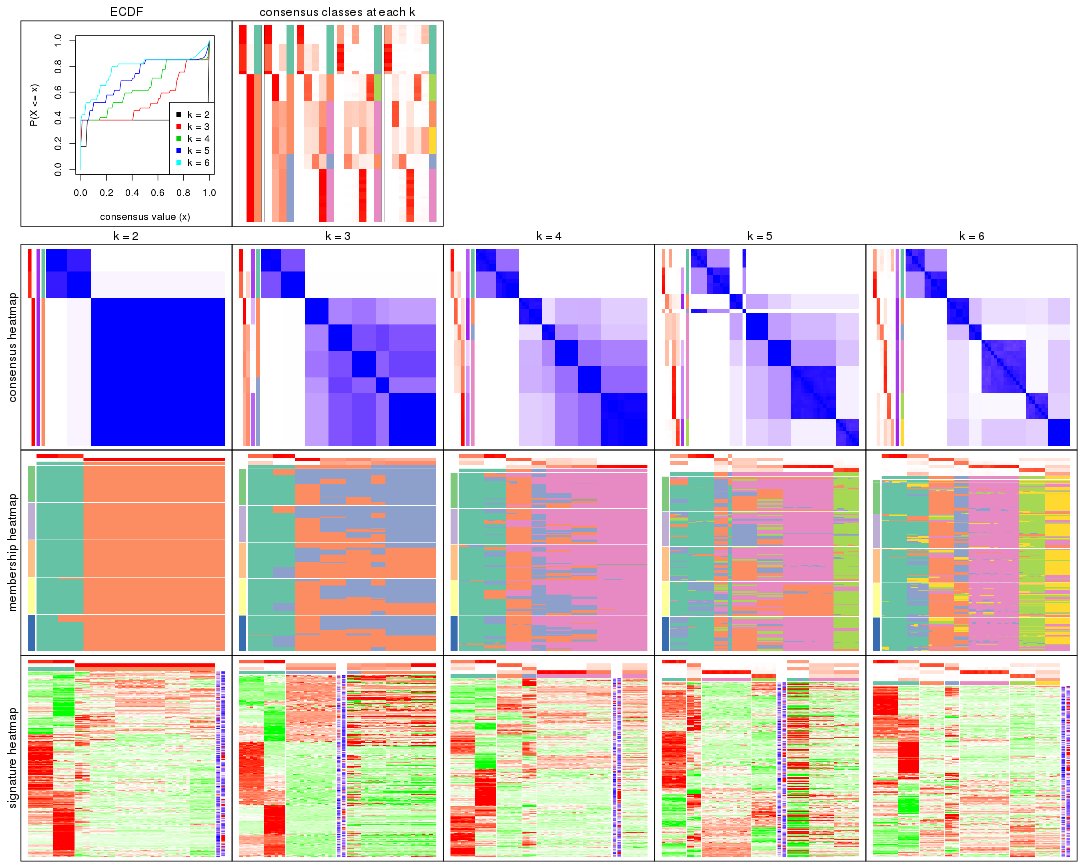 ECDF
consensus classes at each k
P(X <= x)
0.0 0.2 0.4 0.6 0.8 1.0
k = 2
k = 3
k = 4
k = 5
k = 6
0.0 0.2 0.4 0.6 0.8 1.0
consensus value (x)
k = 2 k = 3 k = 4 k = 5 k = 6
consensus heatmap
membership heatmap
signature heatmap